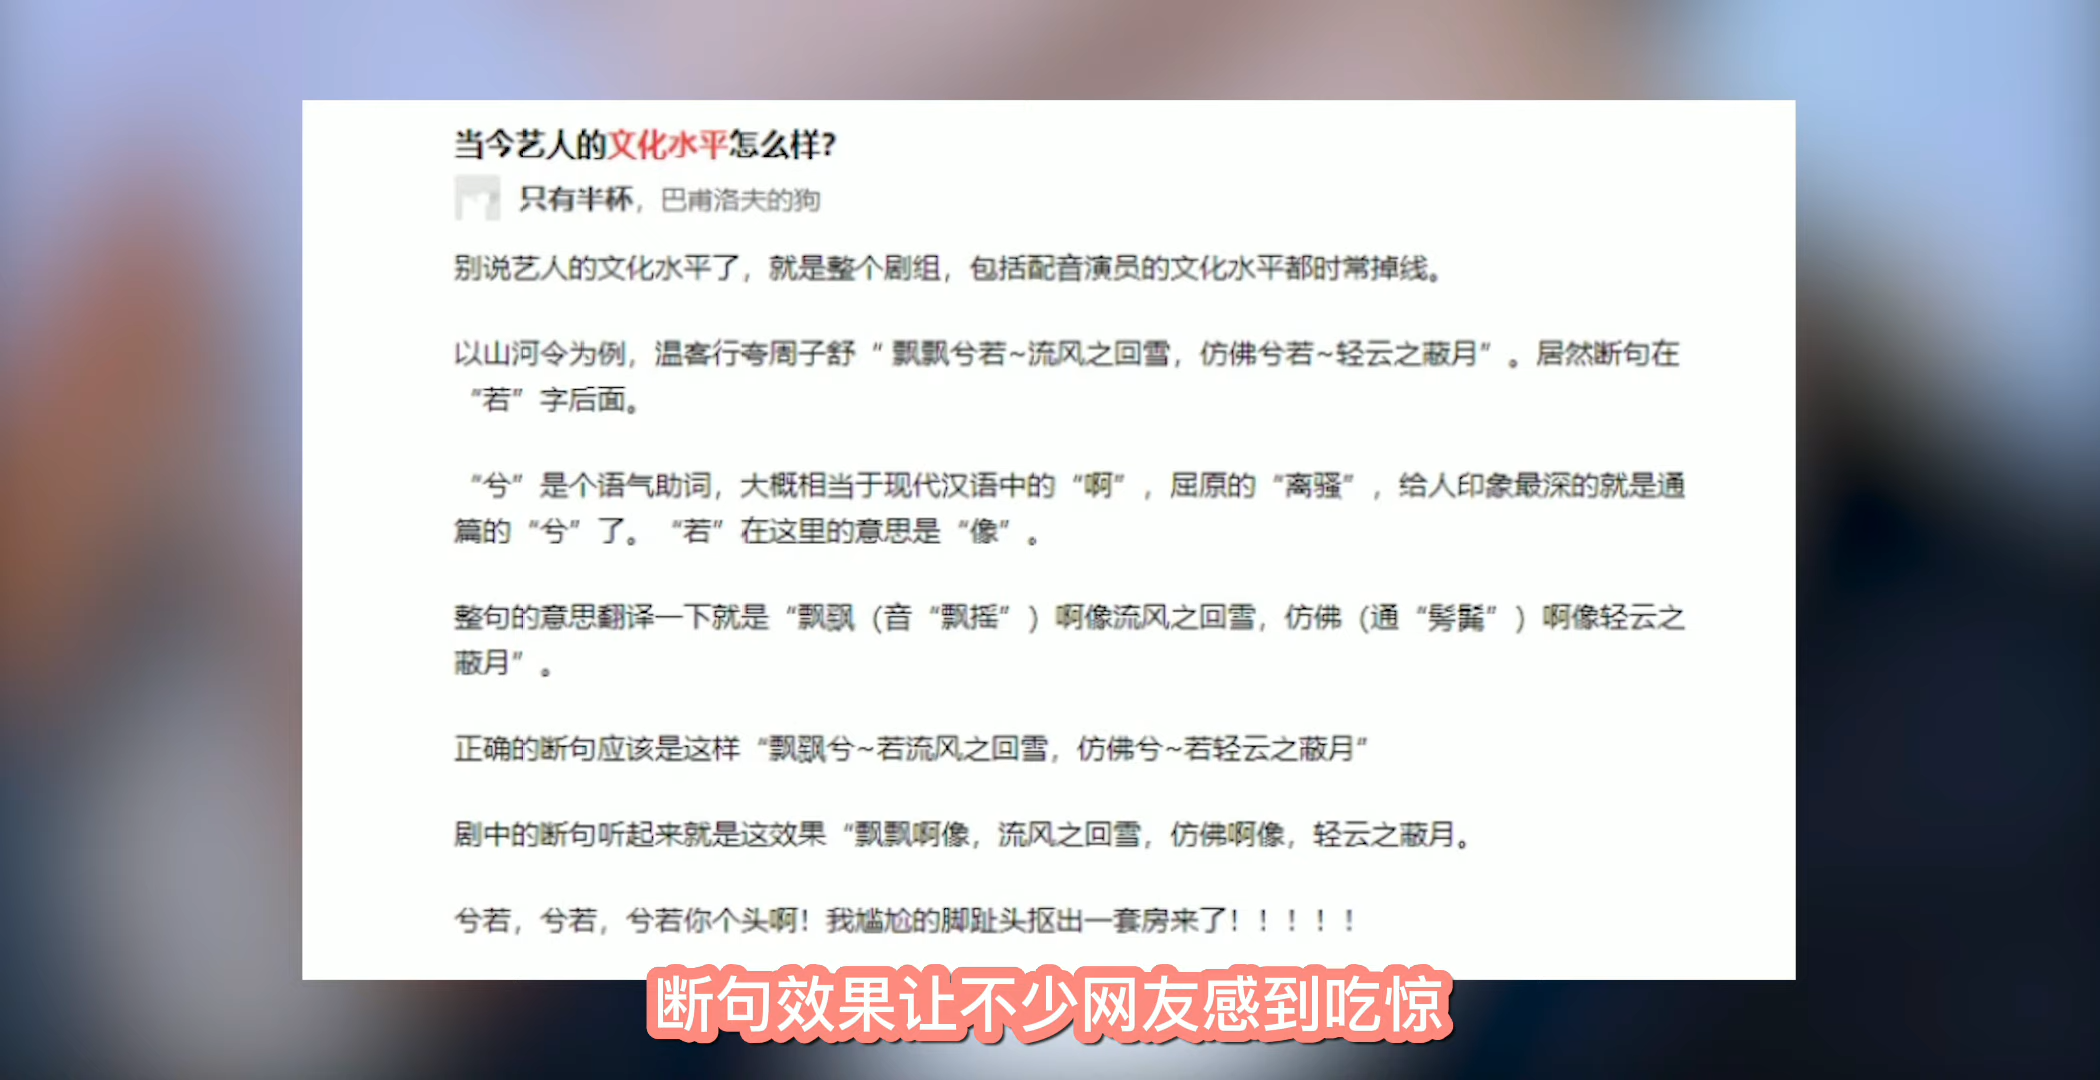 当今艺人的文化水平怎么样?
只有半杯，巴甫洛夫的狗
别说艺人的文化水平了，就是整个剧组，包括配音演员的文化水平都时常掉线。
以山河令为例，温客行夸周子舒“ 飘飘兮若~流风之回雪，仿佛兮若~轻云之蔽月”。居然断句在
“若”字后面。
“兮”是个语气助词，大概相当于现代汉语中的“啊”，屈原的“离骚”，给人印象最深的就是通
篇的“兮”了。“若”在这里的意思是“像”。
整句的意思翻译一下就是“飘飖（音“飘摇”）啊像流风之回雪，仿佛（通“髣髴”）啊像轻云之
蔽月”。
正确的断句应该是这样“飘飖兮~若流风之回雪，仿佛兮~若轻云之蔽月”
剧中的断句听起来就是这效果“飘飘啊像，流风之回雪，仿佛啊像，轻云之蔽月。
兮若，兮若，兮若你个头啊！我尴尬的脚趾头抠出一套房来了！！！！！
断句效果让不少网友感到吃惊